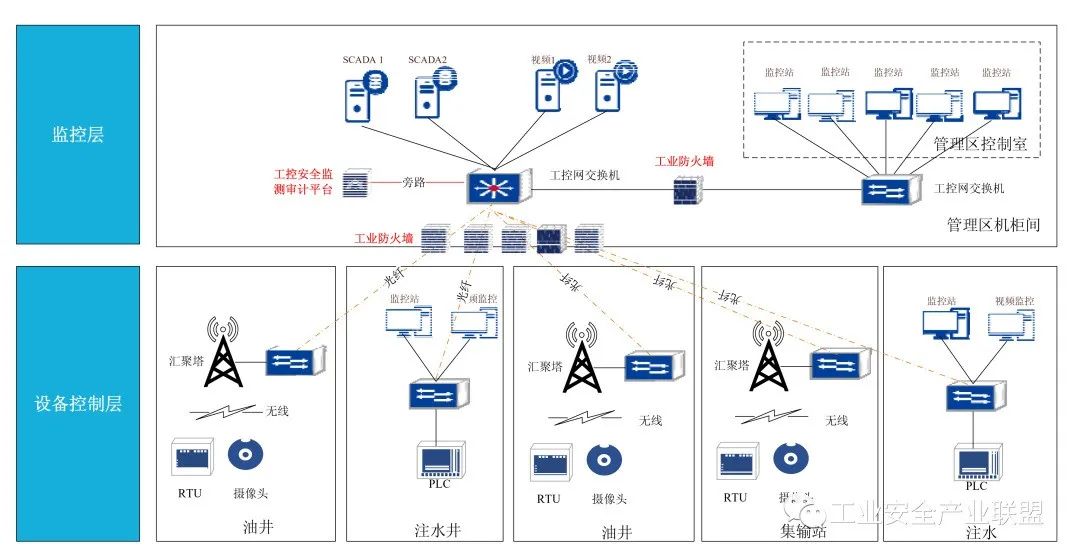 监控层
SCADA 1
SCADA2
视频1
视频2
监控站
监控站
监控站
监控站
监控站
管理区控制室
工控安全监
测审计平台
旁路
工控网交换机
工业防火墙
工控网交换机
管理区机柜间
工业防火墙
设备控制层
光纤
光纤
光纤
光纤
光纤
汇聚塔
无线
RTU
摄像头
油井
监控站
频监控
PLC
注水井
汇聚塔
无线
RTU
摄像头
油井
汇聚塔
无线
RTU
摄像头
集输站
监控站
视频监控
PLC
注水
工业安全产业联盟